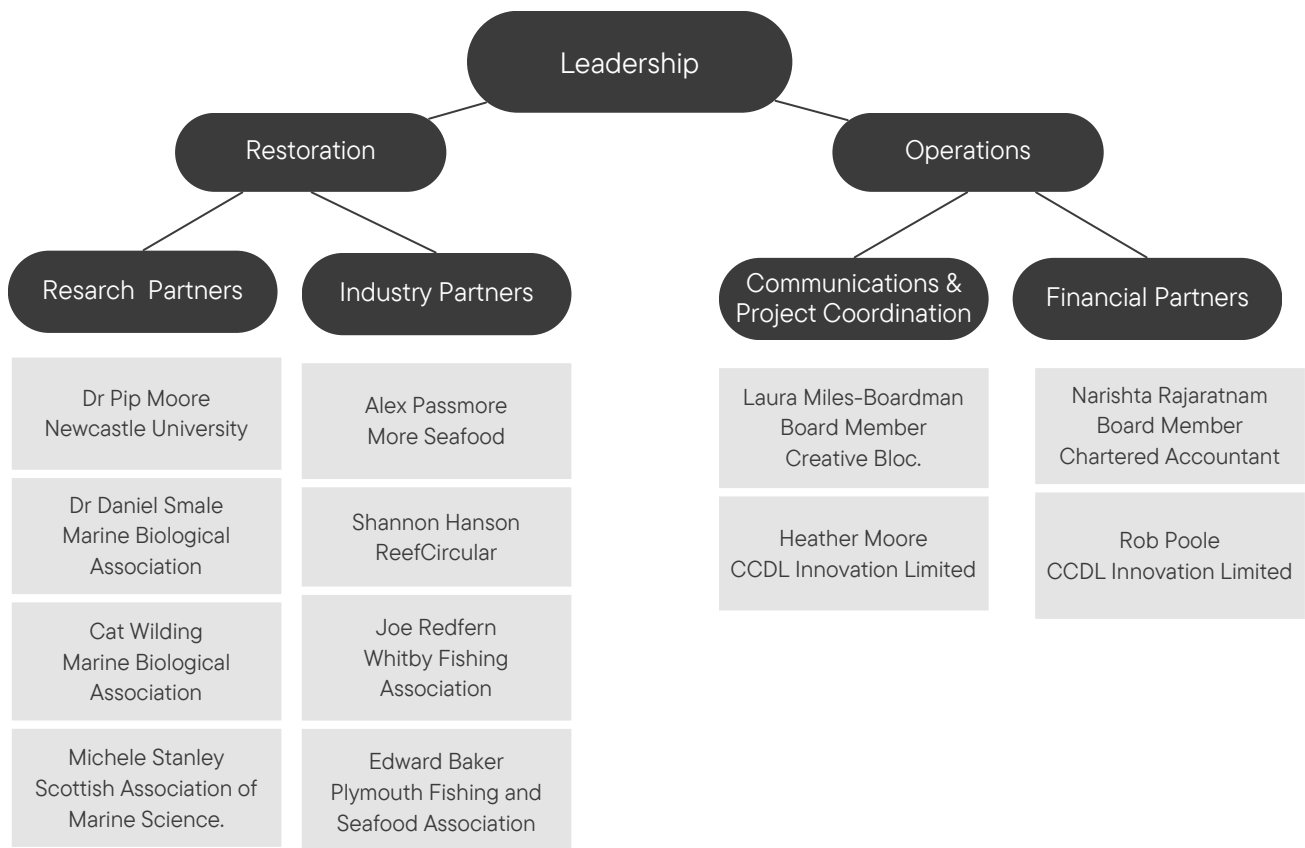 Leadership
Restoration
Operations
Resarch Partners
Industry Partners
Communications &
Project Coordination
Financial Partners
Dr Pip Moore
Newcastle University
Dr Daniel Smale
Marine Biological
Association
Cat Wilding
Marine Biological
Association
Michele Stanley
Scottish Association of
Marine Science.
Alex Passmore
More Seafood
Shannon Hanson
ReefCircular
Joe Redfern
Whitby Fishing
Association
Edward Baker
Plymouth Fishing and
Seafood Association
Laura Miles-Boardman
Board Member
Creative Bloc.
Heather Moore
CCDL Innovation Limited
Narishta Rajaratnam
Board Member
Chartered Accountant
Rob Poole
CCDL Innovation Limited